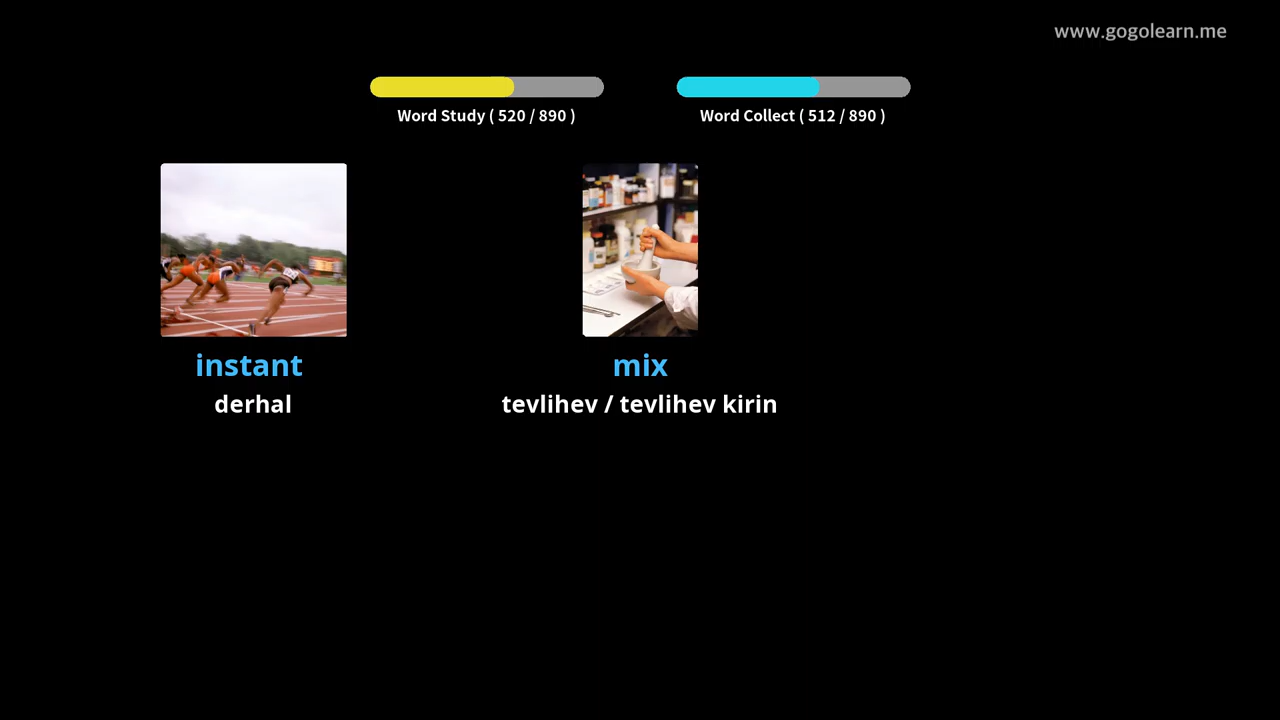 www.gogolearn.me
Word Study ( 520 / 890 )
Word Collect ( 512 / 890 )
instant
derhal
mix
tevlihev / tevlihev kirin